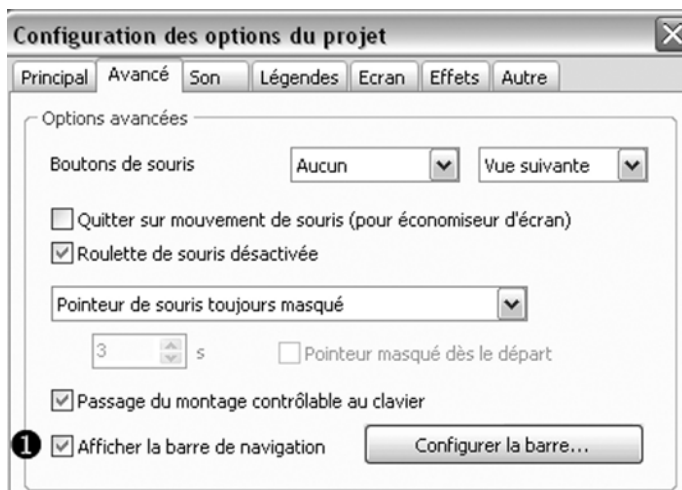 Configuration des options du projet
Principal Avancé Son Légendes Ecran Effets Autre
Options avancées
Boutons de souris Aucun Vue suivante
Quitter sur mouvement de souris (pour économiseur d'écran)
Roulette de souris désactivée
Pointeur de souris toujours masqué
3 s Pointeur masqué dès le départ
Passage du montage contrôlable au clavier
1 Afficher la barre de navigation Configurer la barre...